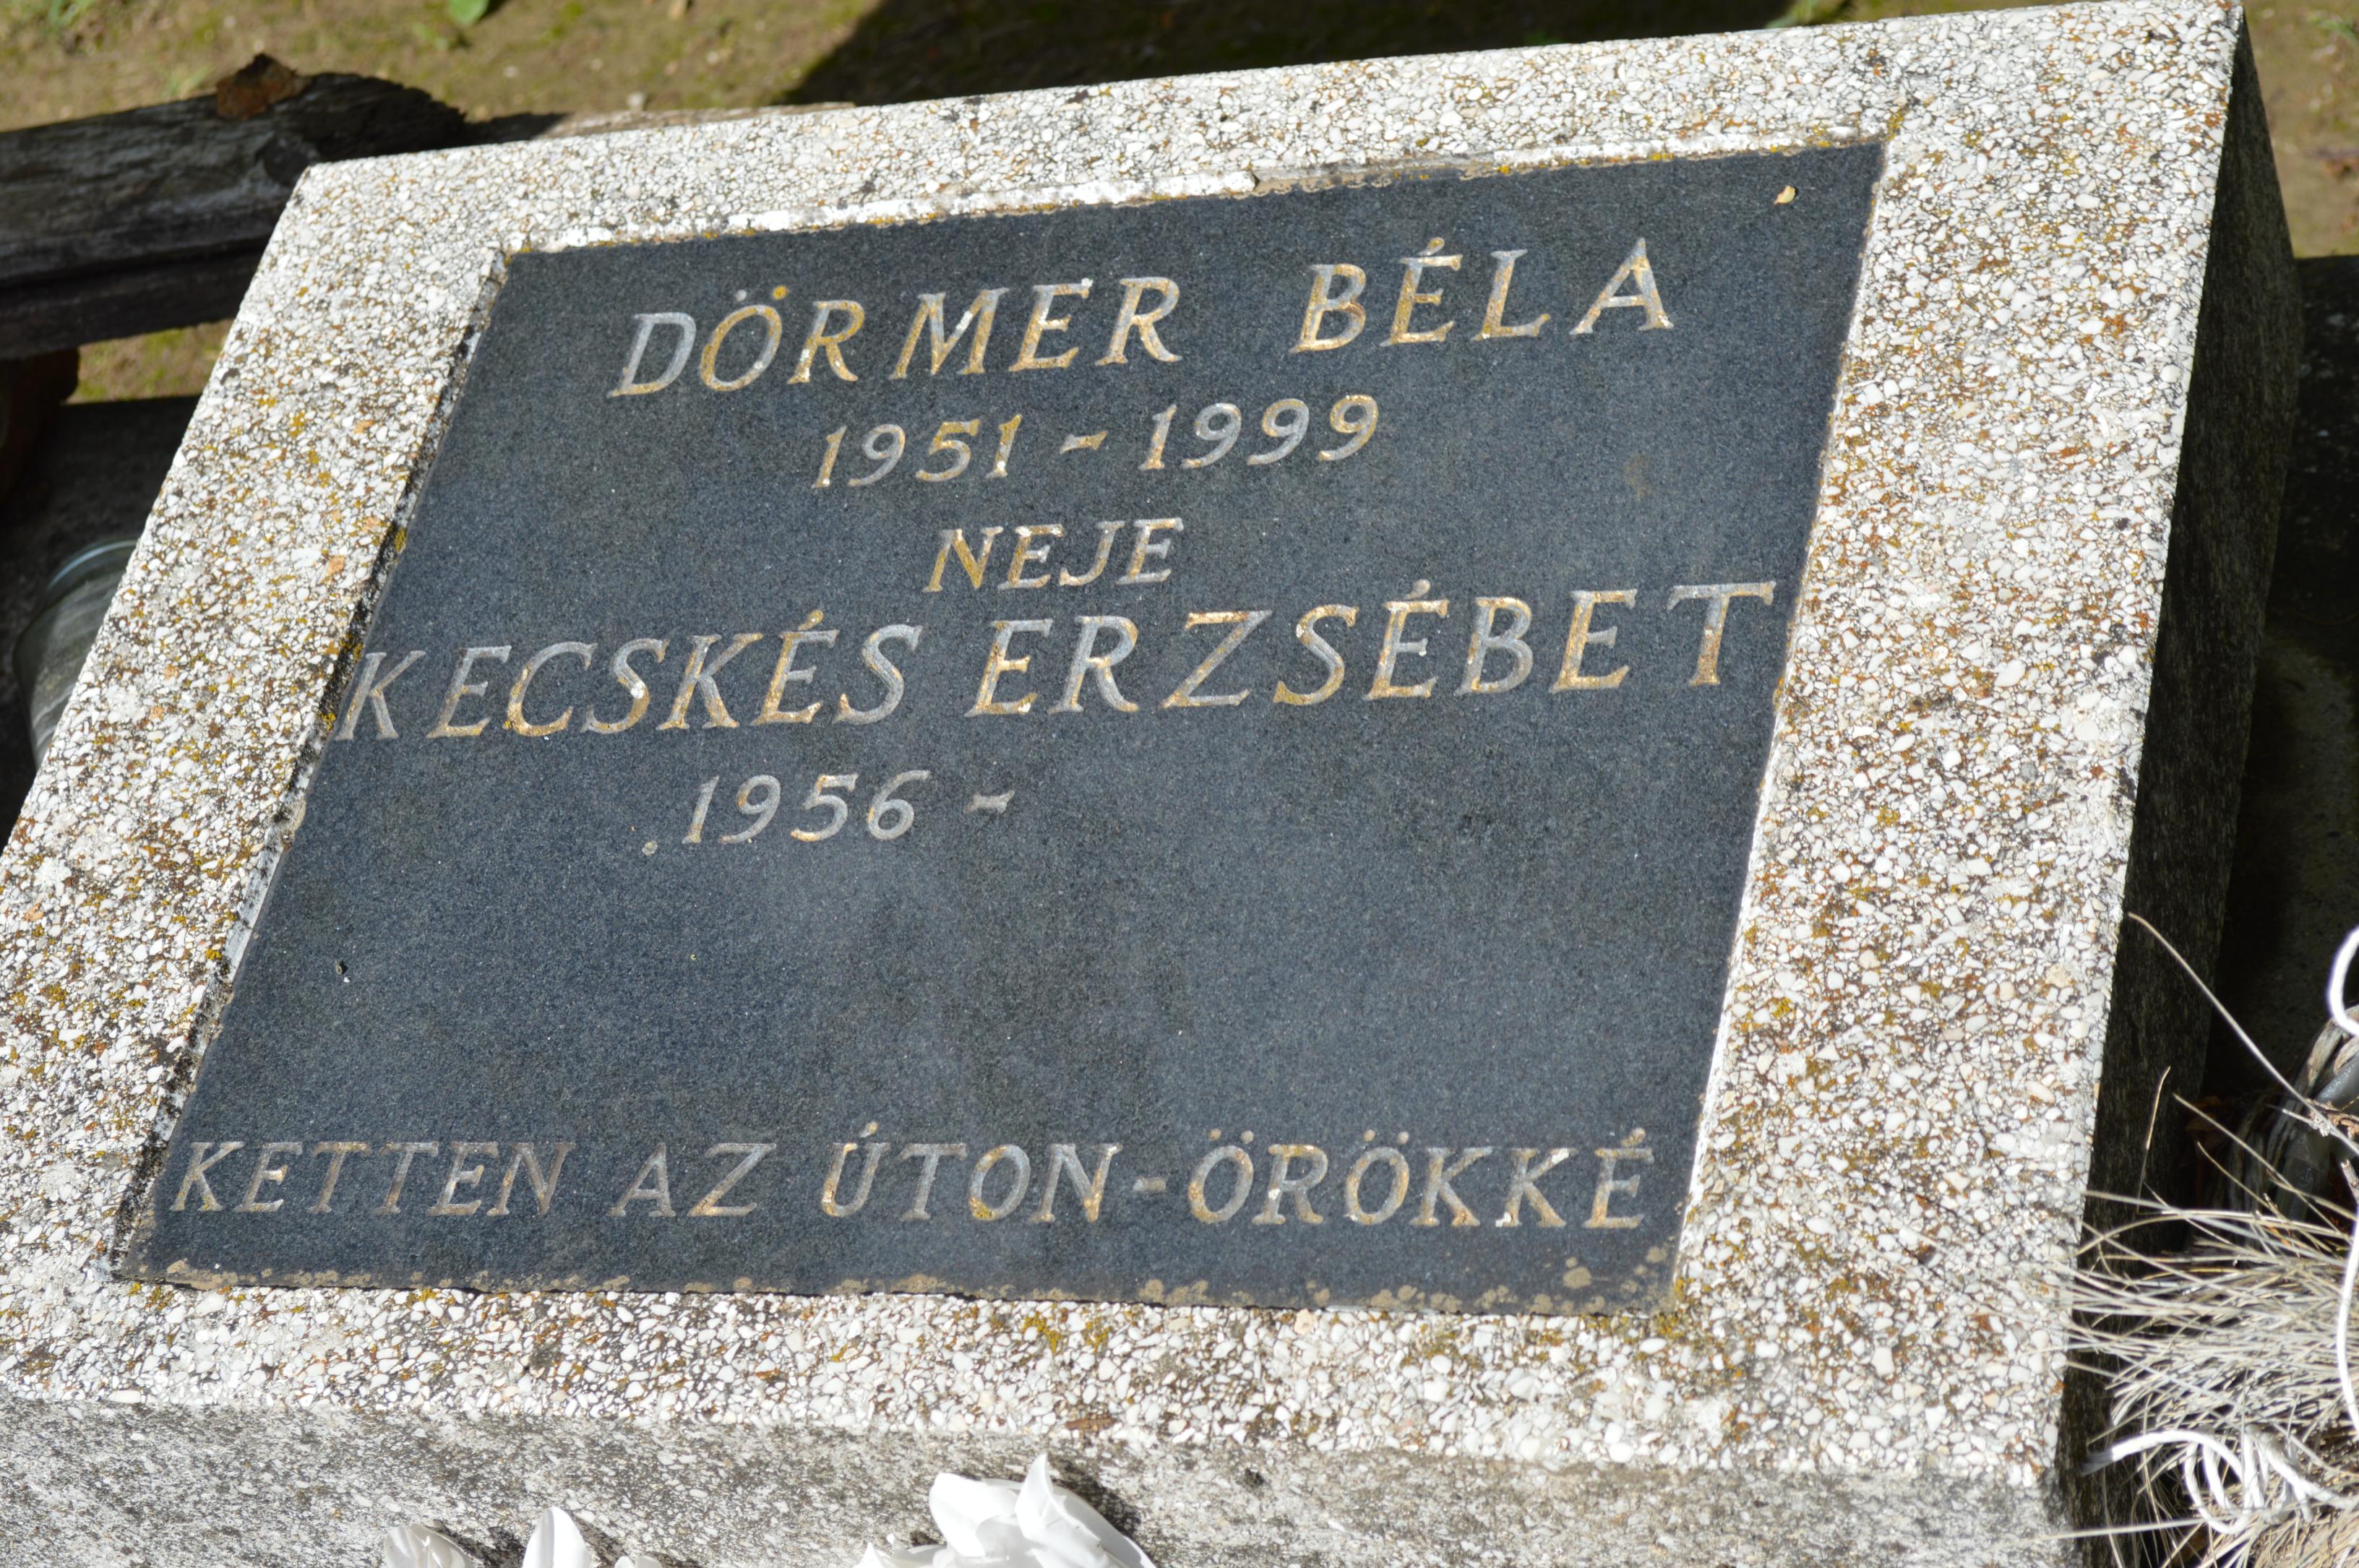 DÖRMER BÉLA
1951 - 1999
NEJE
KECSKÉS ERZSÉBET
1956 -
KETTEN AZ ÚTON-ÖRÖKKÉ